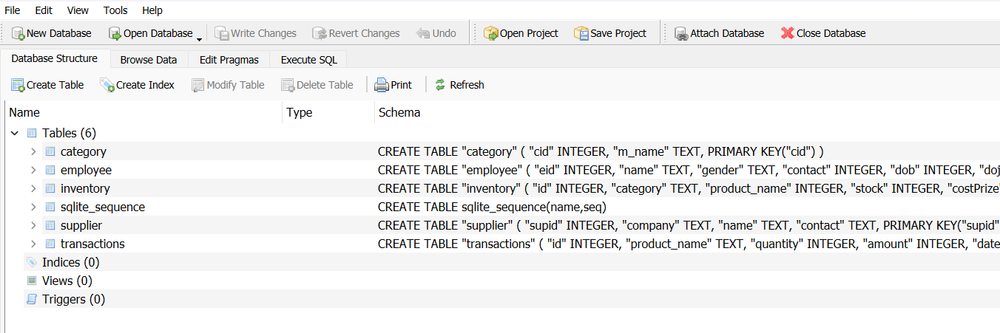 File Edit View Tools Help
New Database Open Database Write Changes Revert Changes Undo Open Project Save Project Attach Database Close Database
Database Structure Browse Data Edit Pragmas Execute SQL
Create Table Create Index Modify Table Delete Table Print Refresh
Name Type Schema
Tables (6)
category CREATE TABLE "category" ( "cid" INTEGER, "m_name" TEXT, PRIMARY KEY("cid") )
employee CREATE TABLE "employee" ( "eid" INTEGER, "name" TEXT, "gender" TEXT, "contact" INTEGER, "dob" INTEGER, "doj
inventory CREATE TABLE "inventory" ( "id" INTEGER, "category" TEXT, "product_name" INTEGER, "stock" INTEGER, "costPrize"
sqlite_sequence CREATE TABLE sqlite_sequence(name,seq)
supplier CREATE TABLE "supplier" ( "supid" INTEGER, "company" TEXT, "name" TEXT, "contact" TEXT, PRIMARY KEY("supid"
transactions CREATE TABLE "transactions" ( "id" INTEGER, "product_name" TEXT, "quantity" INTEGER, "amount" INTEGER, "date
Indices (0)
Views (0)
Triggers (0)